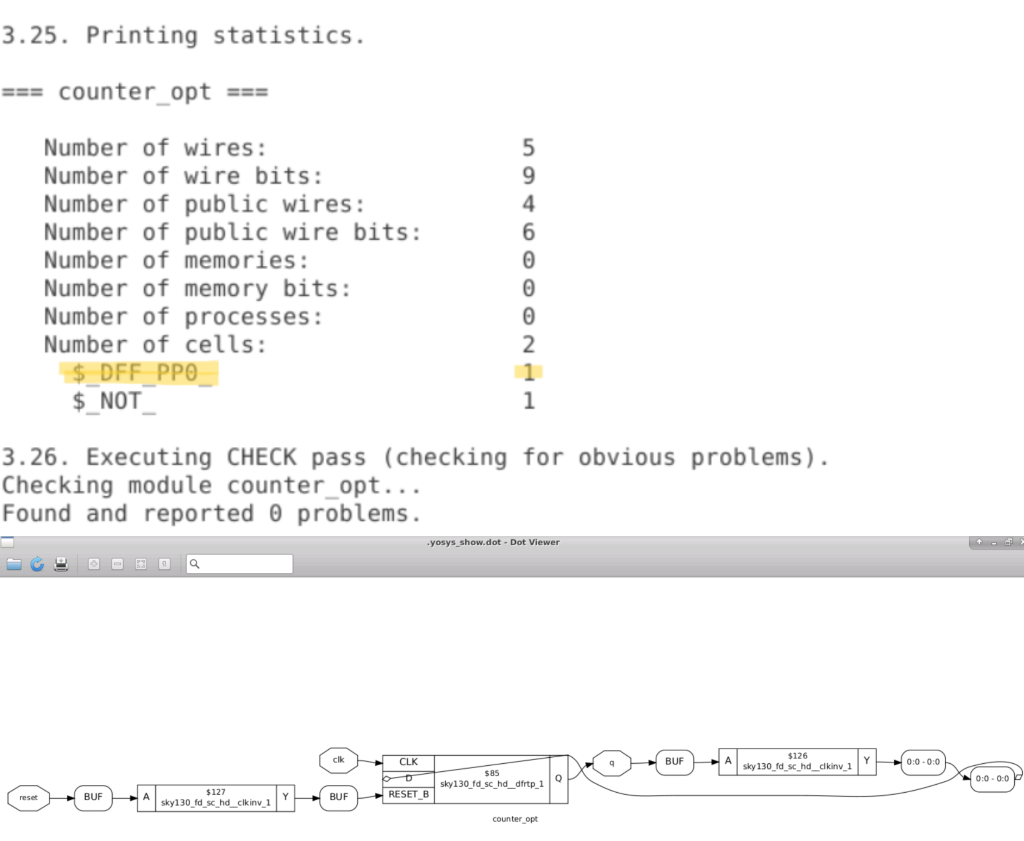 3.25. Printing statistics.
=== counter_opt ===
Number of wires: 5
Number of wire bits: 9
Number of public wires: 4
Number of public wire bits: 6
Number of memories: 0
Number of memory bits: 0
Number of processes: 0
Number of cells: 2
$_DFF_PP0_ 1
$_NOT_ 1
3.26. Executing CHECK pass (checking for obvious problems).
Checking module counter_opt...
Found and reported 0 problems.
.yosys_show.dot - Dot Viewer
clk
CLK
D
RESET_B
$85
sky130_fd_sc_hd__dfrtp_1
Q
q
BUF
A
$126
sky130_fd_sc_hd__clkinv_1
Y
0:0 - 0:0
0:0 - 0:0
reset
BUF
A
$127
sky130_fd_sc_hd__clkinv_1
Y
BUF
counter_opt